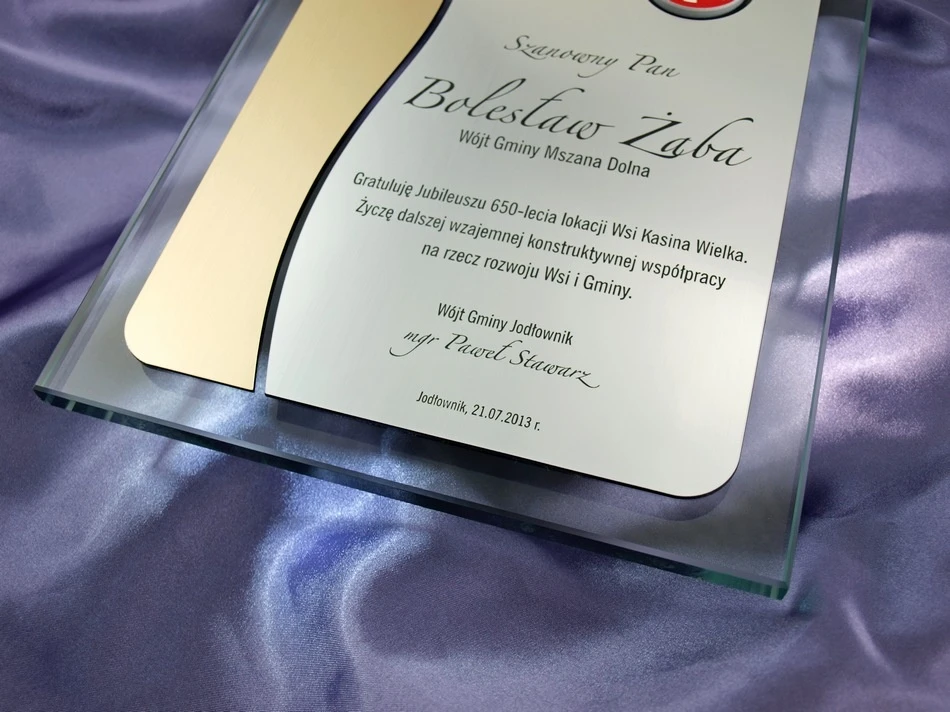 Szanowny Pan
Bolesław Żaba
Wójt Gminy Mszana Dolna
Gratuluję Jubileuszu 650-lecia lokacji Wsi Kasina Wielka.
Życzę dalszej wzajemnej konstruktywnej współpracy
na rzecz rozwoju Wsi i Gminy.
Wójt Gminy Jodłownik
mgr Paweł Stawarz
Jodłownik, 21.07.2013 r.